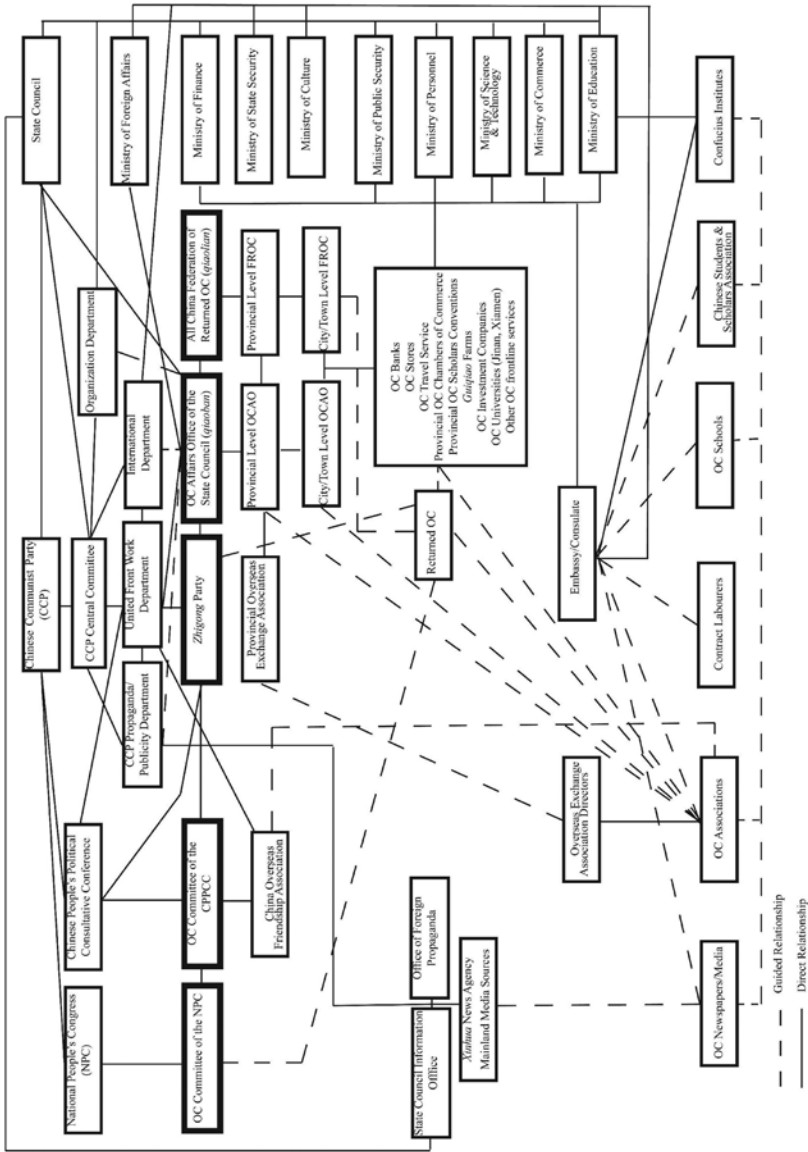 Chinese Communist Party
(CCP)
State Council
National People's Congress
(NPC)
Chinese People's Political
Consultative Conference
CCP Central Committee
Organization Department
Ministry of Foreign Affairs
CCP Propaganda/
Publicity Department
United Front Work
Department
International
Department
OC Committee of the NPC
OC Committee of the
CPPCC
Zhigong Party
OC Affairs Office of the
State Council (qiaoban)
All China Federation of
Returned OC (qiaolian)
Ministry of Finance
Ministry of State Security
Ministry of Culture
Ministry of Public Security
Ministry of Personnel
Ministry of Science
& Technology
Ministry of Commerce
Ministry of Education
China Overseas
Friendship Association
Provincial Overseas
Exchange Association
Provincial Level OCAO
Provincial Level FROC
City/Town Level OCAO
City/Town Level FROC
State Council Information
Offfice
Office of Foreign
Propaganda
Xinhua News Agency
Mainland Media Sources
Returned OC
OC Banks
OC Stores
OC Travel Service
Provincial OC Chambers of Commerce
Provincial OC Scholars Conventions
Guiqiao Farms
OC Investment Companies
OC Universities (Jinan, Xiamen)
Other OC frontline services
Overseas Exchange
Association Directors
Embassy/Consulate
OC Newspapers/Media
OC Associations
Contract Labourers
OC Schools
Chinese Students &
Scholars Association
Confucius Institutes
Guided Relationship
Direct Relationship